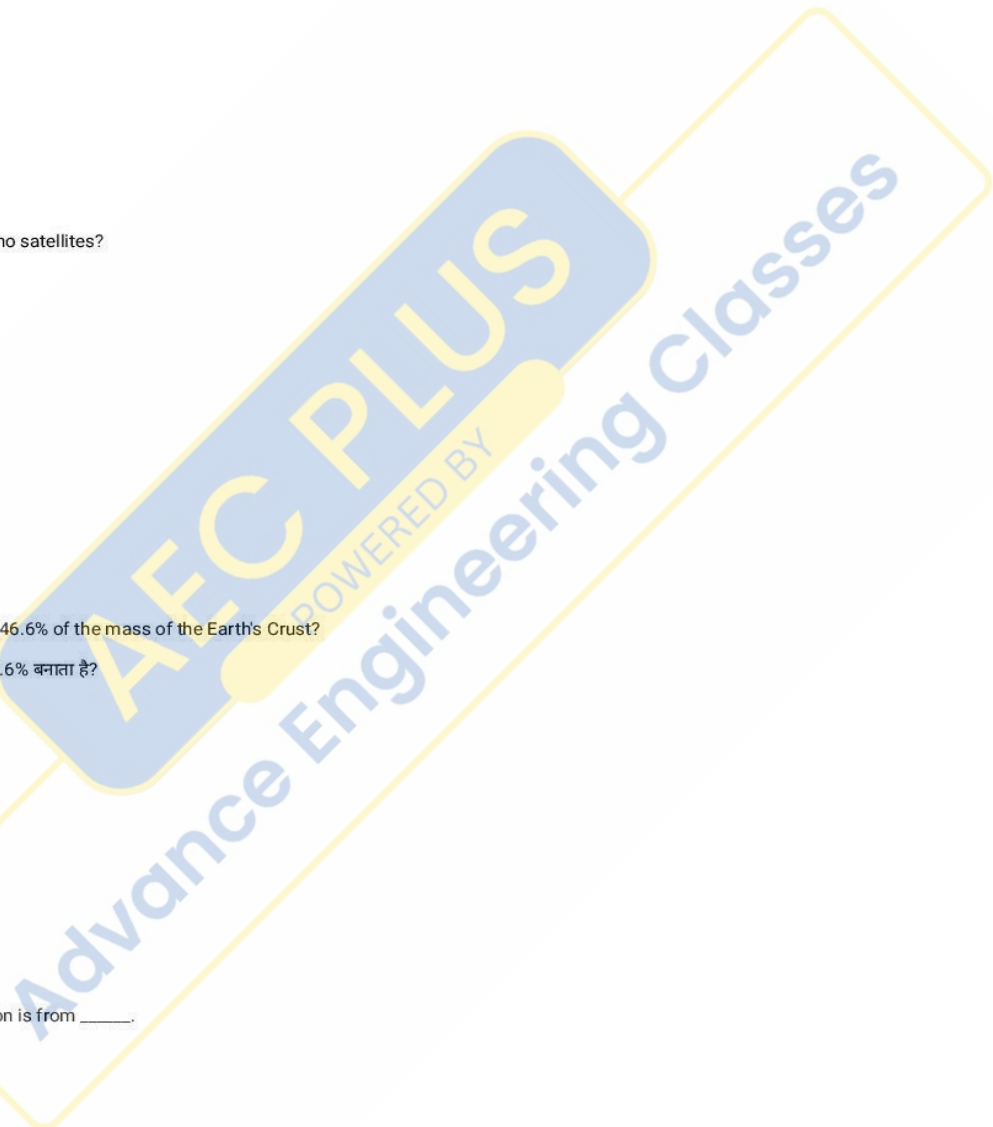 no satellites?
46.6% of the mass of the Earth's Crust?
.6% बनाता है?
on is from ______.
AEC PLUS
POWERED BY
Advance Engineering Classes